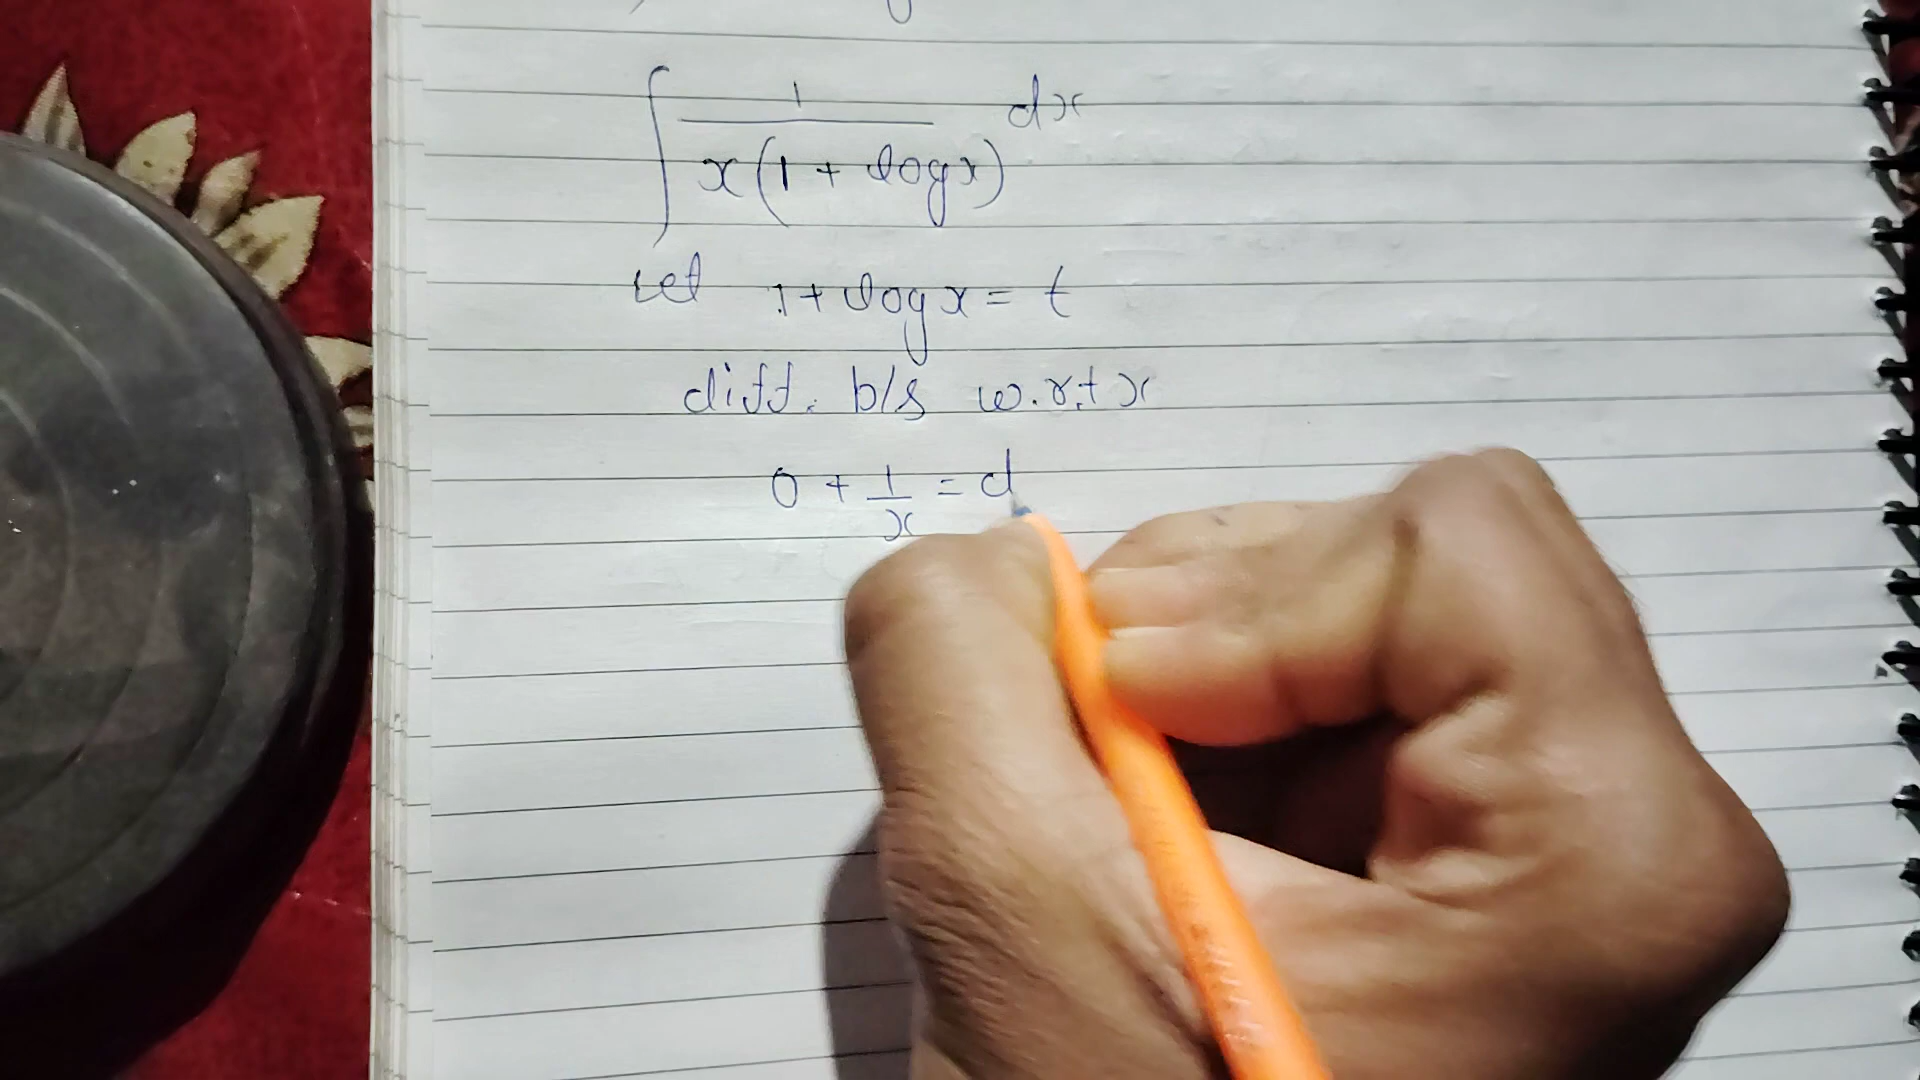 ∫ 1/x(1 + log x) dx
Let 1 + log x = t
diff. b/s w.r.t x
0 + 1/x = d